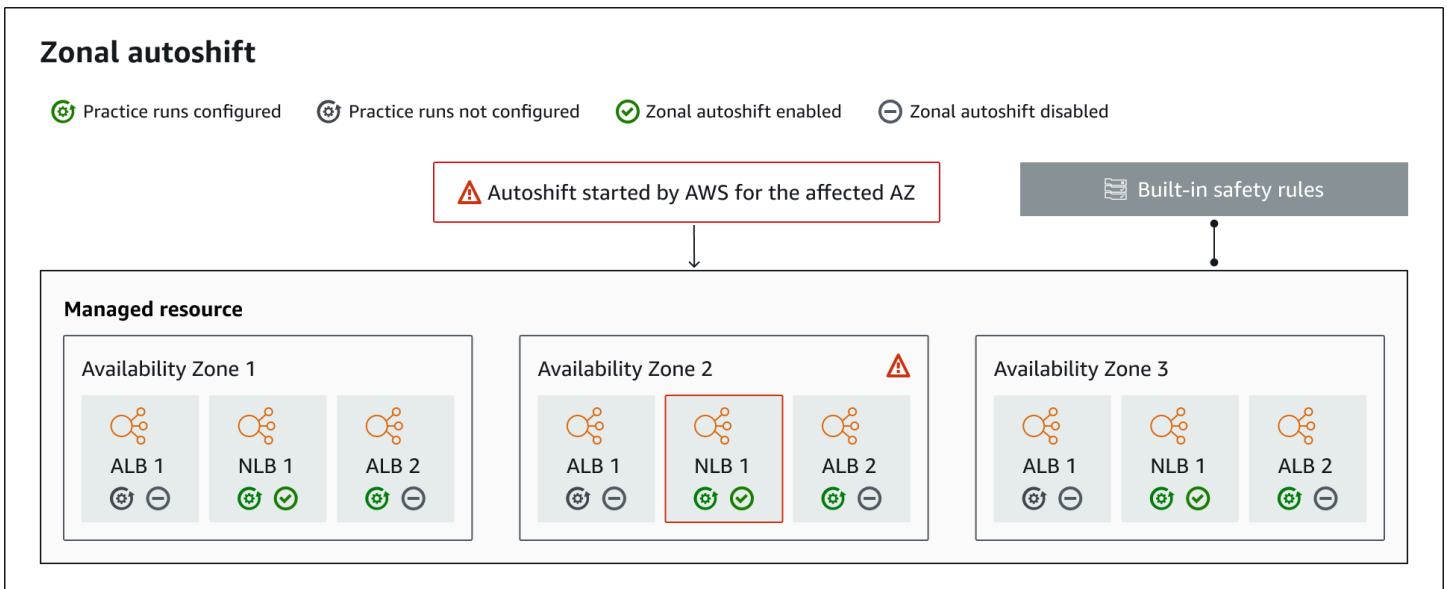 Zonal autoshift
Practice runs configured Practice runs not configured Zonal autoshift enabled Zonal autoshift disabled
Autoshift started by AWS for the affected AZ
Built-in safety rules
Managed resource
Availability Zone 1
ALB 1 NLB 1 ALB 2
Availability Zone 2
ALB 1 NLB 1 ALB 2
Availability Zone 3
ALB 1 NLB 1 ALB 2